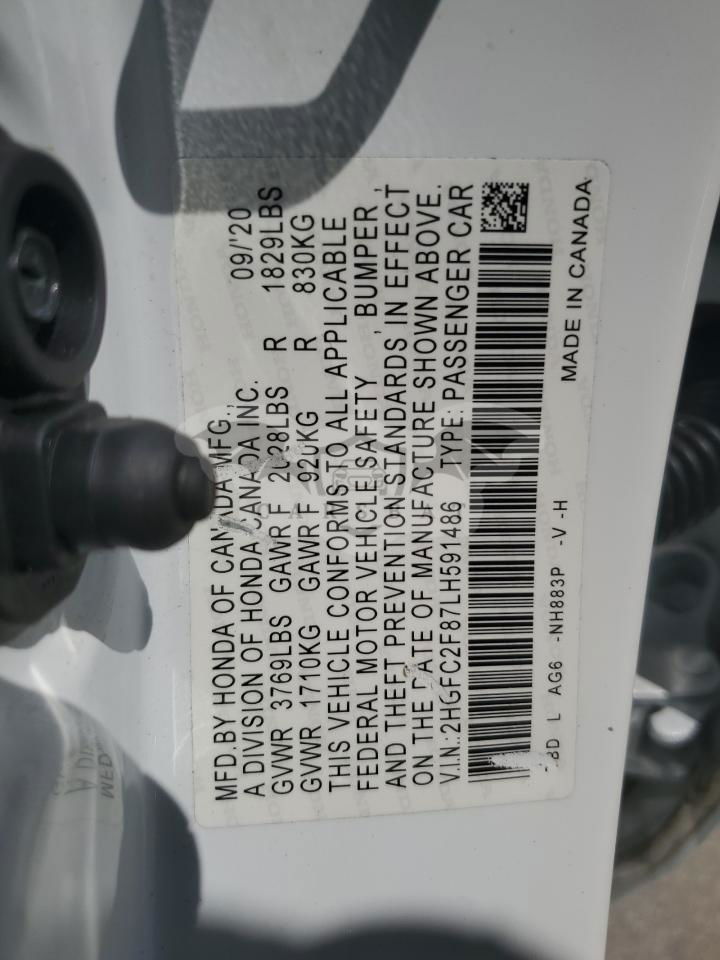 MFD.BY HONDA OF CANADA MFG., 09/'20
A DIVISION OF HONDA CANADA INC.
GVWR 3769LBS GAWR F 2028LBS R 1829LBS
GVWR 1710KG GAWR F 920KG R 830KG
THIS VEHICLE CONFORMS TO ALL APPLICABLE
FEDERAL MOTOR VEHICLE SAFETY , BUMPER ,
AND THEFT PREVENTION STANDARDS IN EFFECT
ON THE DATE OF MANUFACTURE SHOWN ABOVE.
V.I.N.:2HGFC2F87LH591486 TYPE: PASSENGER CAR
L AG6 -NH883P -V -H
MADE IN CANADA